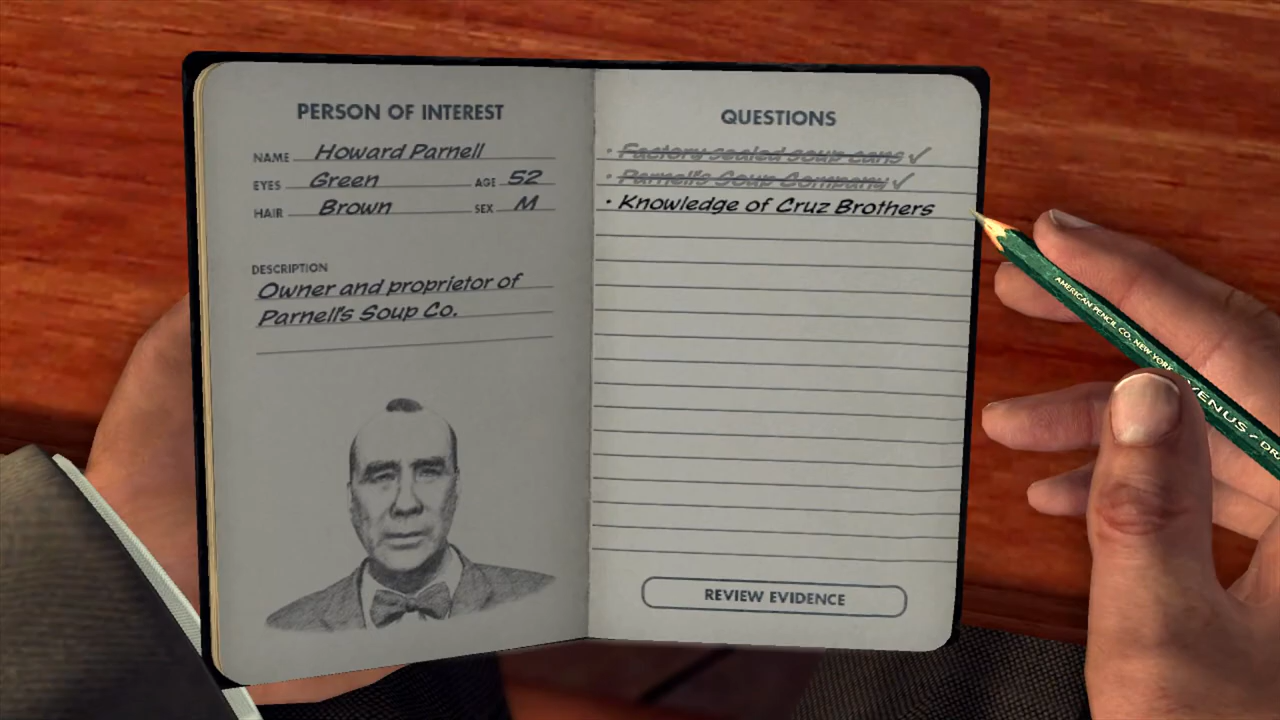 PERSON OF INTEREST
NAME Howard Parnell
EYES Green AGE 52
HAIR Brown SEX M
DESCRIPTION
Owner and proprietor of
Parnell's Soup Co.
QUESTIONS
• Factory sealed soup cans ✓
• Parnell's Soup Company ✓
• Knowledge of Cruz Brothers
REVIEW EVIDENCE
AMERICAN PENCIL CO. NEW YORK VENUS / DR